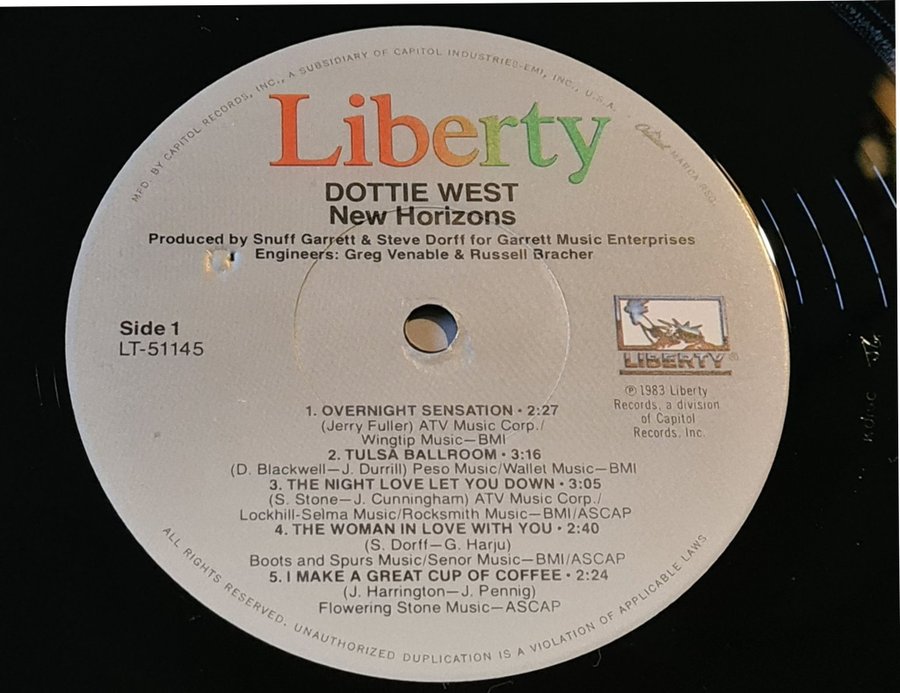 MFD. BY CAPITOL RECORDS, INC., A SUBSIDIARY OF CAPITOL INDUSTRIES-EMI, INC., U.S.A.
Capitol MARCA REG.
Liberty
DOTTIE WEST
New Horizons
Produced by Snuff Garrett & Steve Dorff for Garrett Music Enterprises
Engineers: Greg Venable & Russell Bracher
Side 1
LT-51145
LIBERTY®
℗ 1983 Liberty
Records, a division
of Capitol
Records, Inc.
1. OVERNIGHT SENSATION • 2:27
(Jerry Fuller) ATV Music Corp./
Wingtip Music—BMI
2. TULSA BALLROOM • 3:16
(D. Blackwell—J. Durrill) Peso Music/Wallet Music—BMI
3. THE NIGHT LOVE LET YOU DOWN • 3:05
(S. Stone—J. Cunningham) ATV Music Corp./
Lockhill-Selma Music/Rocksmith Music—BMI/ASCAP
4. THE WOMAN IN LOVE WITH YOU • 2:40
(S. Dorff—G. Harju)
Boots and Spurs Music/Senor Music—BMI/ASCAP
5. I MAKE A GREAT CUP OF COFFEE • 2:24
(J. Harrington—J. Pennig)
Flowering Stone Music—ASCAP
ALL RIGHTS RESERVED. UNAUTHORIZED DUPLICATION IS A VIOLATION OF APPLICABLE LAWS